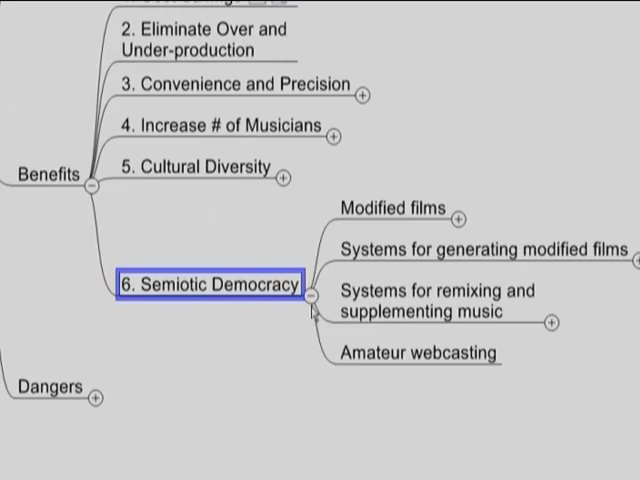 2. Eliminate Over and
Under-production
3. Convenience and Precision
4. Increase # of Musicians
Benefits
5. Cultural Diversity
Modified films
Systems for generating modified films
6. Semiotic Democracy
Systems for remixing and
supplementing music
Amateur webcasting
Dangers